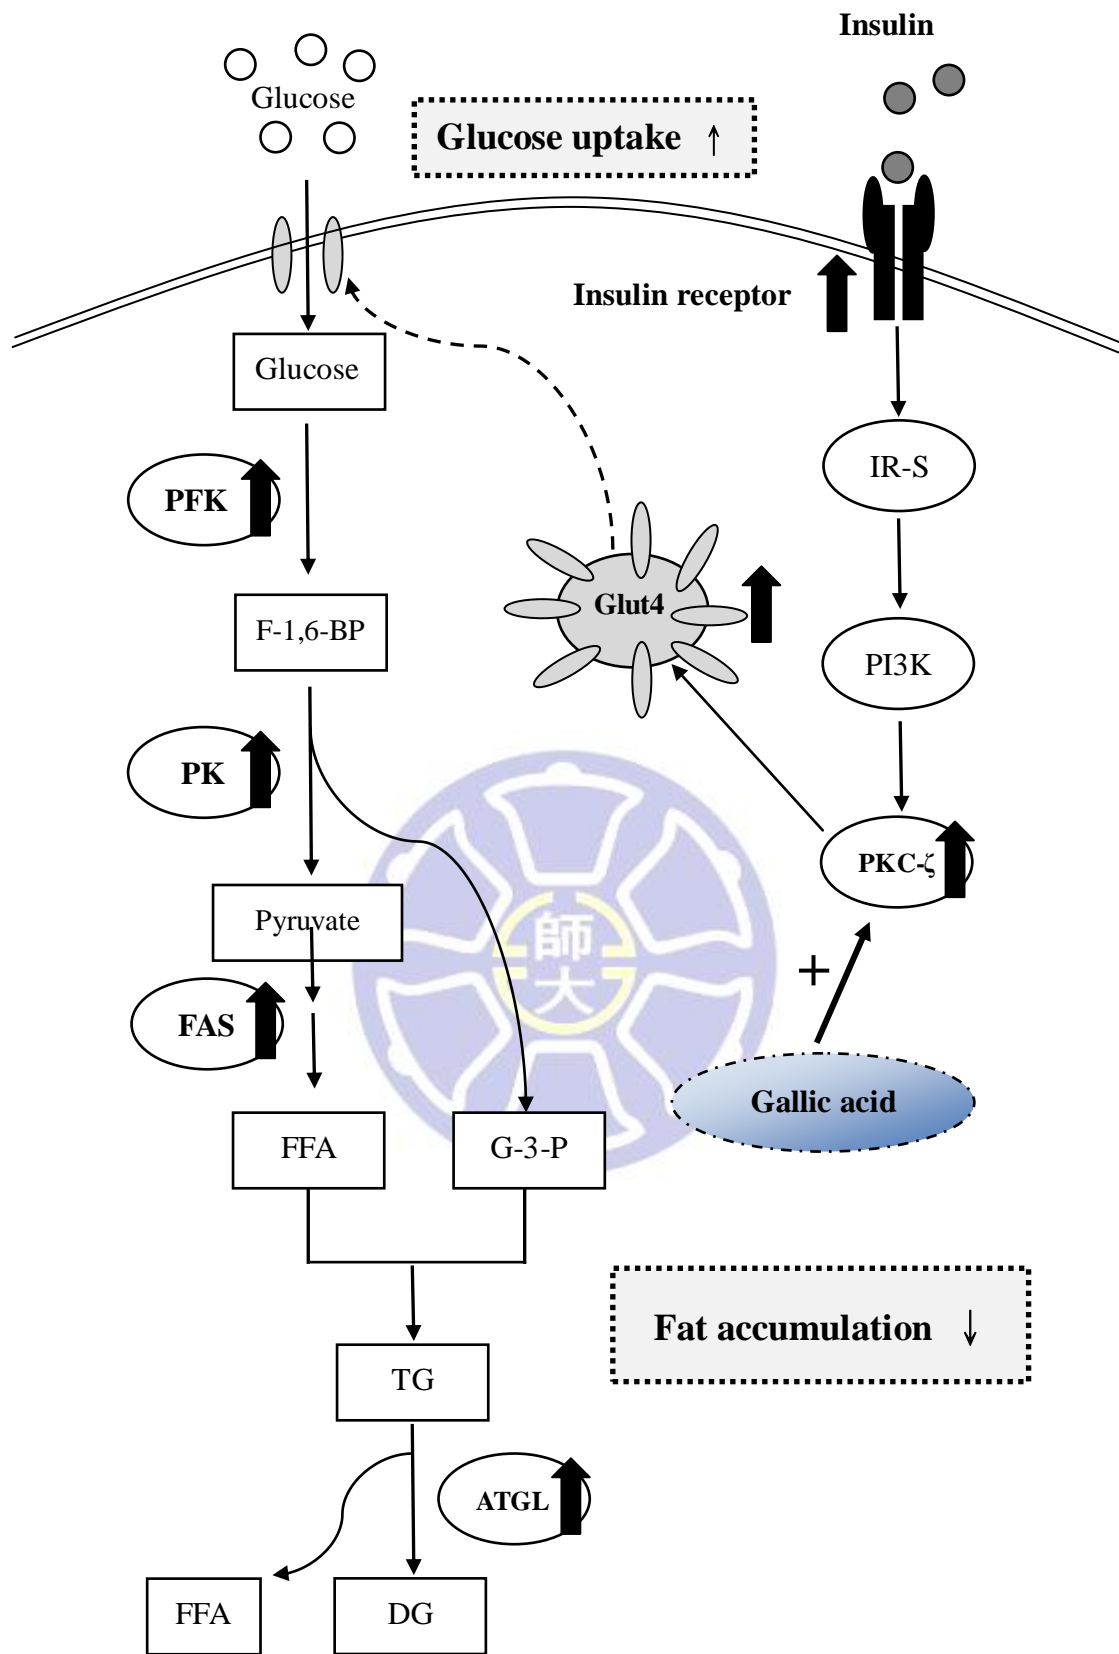 Insulin
Glucose
Glucose uptake ↑
Insulin receptor
Glucose
IR-S
PFK
Glut4
F-1,6-BP
PI3K
PK
PKC-ζ
Pyruvate
師
大
+
FAS
Gallic acid
FFA
G-3-P
Fat accumulation ↓
TG
ATGL
FFA
DG